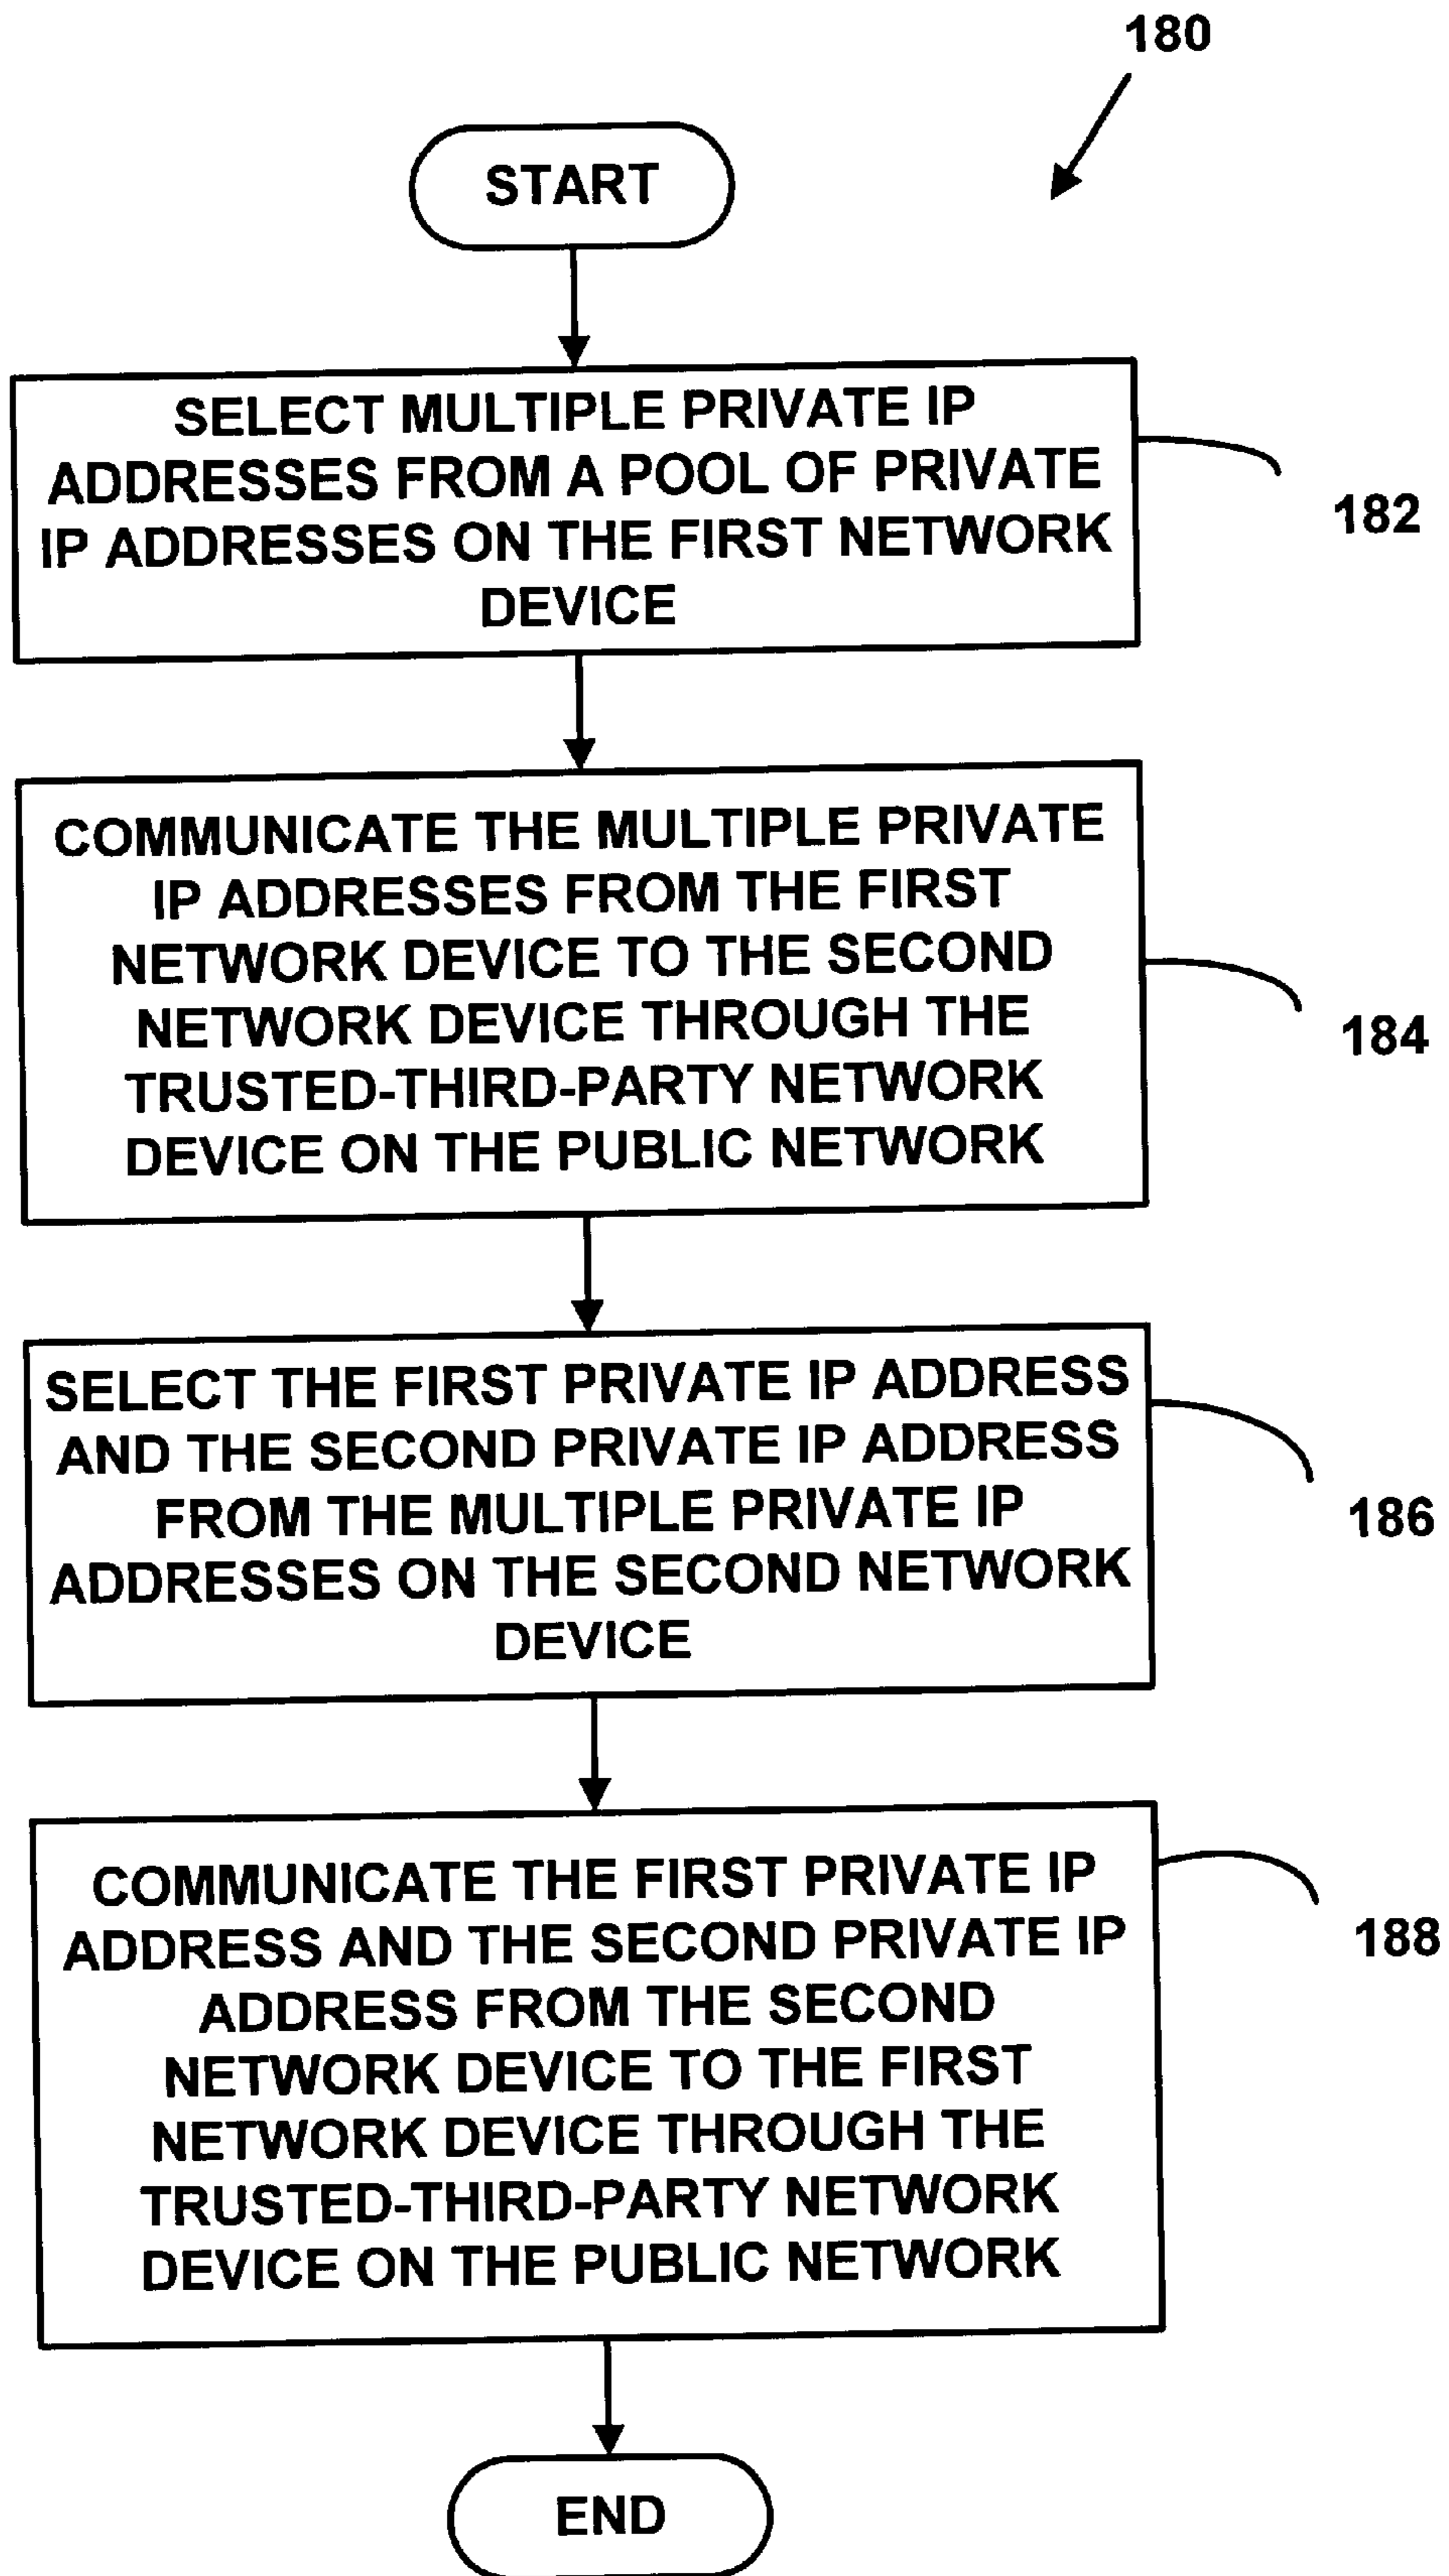 180
START
SELECT MULTIPLE PRIVATE IP
ADDRESSES FROM A POOL OF PRIVATE
IP ADDRESSES ON THE FIRST NETWORK
DEVICE
182
COMMUNICATE THE MULTIPLE PRIVATE
IP ADDRESSES FROM THE FIRST
NETWORK DEVICE TO THE SECOND
NETWORK DEVICE THROUGH THE
TRUSTED-THIRD-PARTY NETWORK
DEVICE ON THE PUBLIC NETWORK
184
SELECT THE FIRST PRIVATE IP ADDRESS
AND THE SECOND PRIVATE IP ADDRESS
FROM THE MULTIPLE PRIVATE IP
ADDRESSES ON THE SECOND NETWORK
DEVICE
186
COMMUNICATE THE FIRST PRIVATE IP
ADDRESS AND THE SECOND PRIVATE IP
ADDRESS FROM THE SECOND
NETWORK DEVICE TO THE FIRST
NETWORK DEVICE THROUGH THE
TRUSTED-THIRD-PARTY NETWORK
DEVICE ON THE PUBLIC NETWORK
188
END